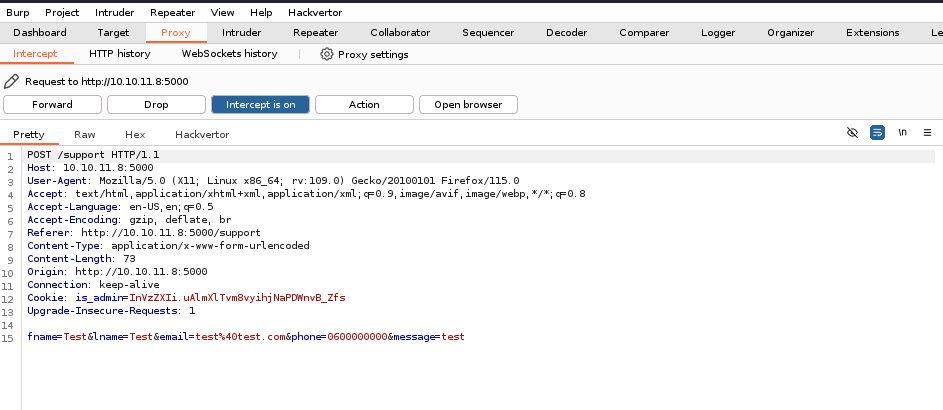 Burp Project Intruder Repeater View Help Hackvertor
Dashboard Target Proxy Intruder Repeater Collaborator Sequencer Decoder Comparer Logger Organizer Extensions Le
Intercept HTTP history WebSockets history Proxy settings
Request to http://10.10.11.8:5000
Forward Drop Intercept is on Action Open browser
Pretty Raw Hex Hackvertor \n
1 POST /support HTTP/1.1
2 Host: 10.10.11.8:5000
3 User-Agent: Mozilla/5.0 (X11; Linux x86_64; rv:109.0) Gecko/20100101 Firefox/115.0
4 Accept: text/html,application/xhtml+xml,application/xml;q=0.9,image/avif,image/webp,*/*;q=0.8
5 Accept-Language: en-US,en;q=0.5
6 Accept-Encoding: gzip, deflate, br
7 Referer: http://10.10.11.8:5000/support
8 Content-Type: application/x-www-form-urlencoded
9 Content-Length: 73
10 Origin: http://10.10.11.8:5000
11 Connection: keep-alive
12 Cookie: is_admin=InVzZXIi.uAlmXlTvm8vyihjNaPDWnvB_Zfs
13 Upgrade-Insecure-Requests: 1
14
15 fname=Test&lname=Test&email=test%40test.com&phone=0600000000&message=test